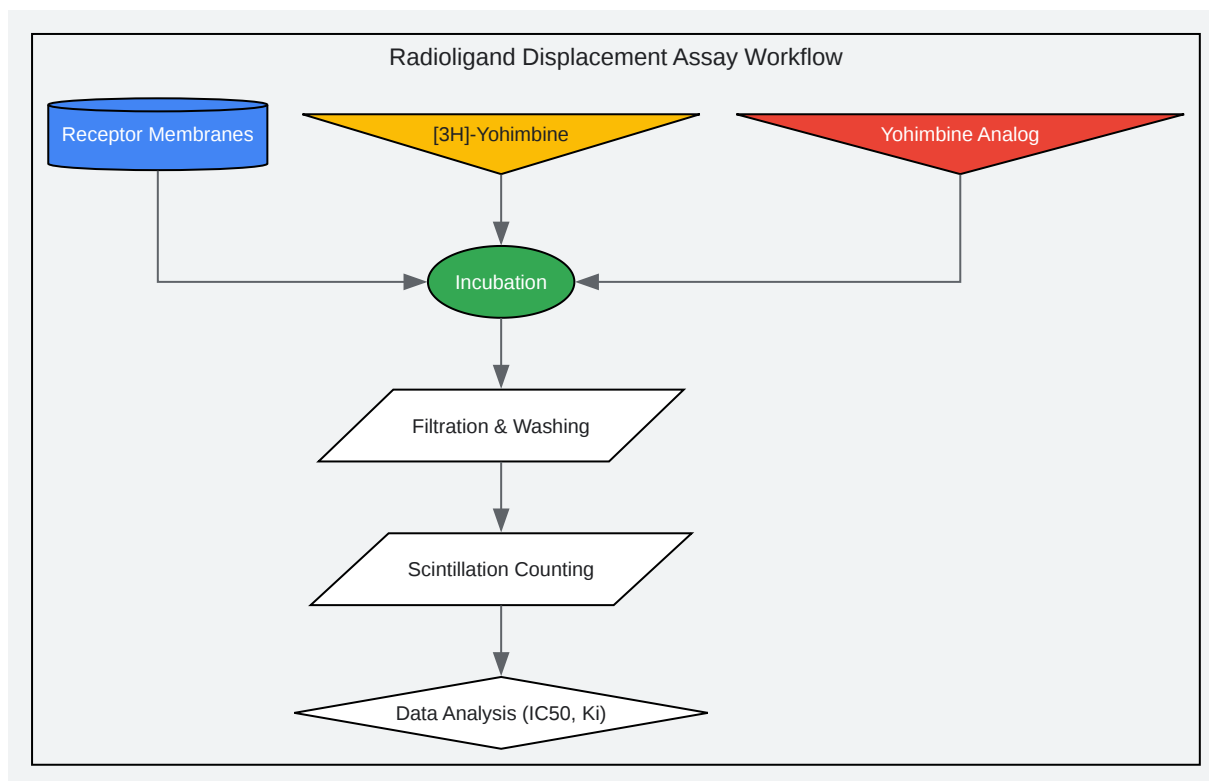 Radioligand Displacement Assay Workflow
Receptor Membranes
[3H]-Yohimbine
Yohimbine Analog
Incubation
Filtration & Washing
Scintillation Counting
Data Analysis (IC50, Ki)